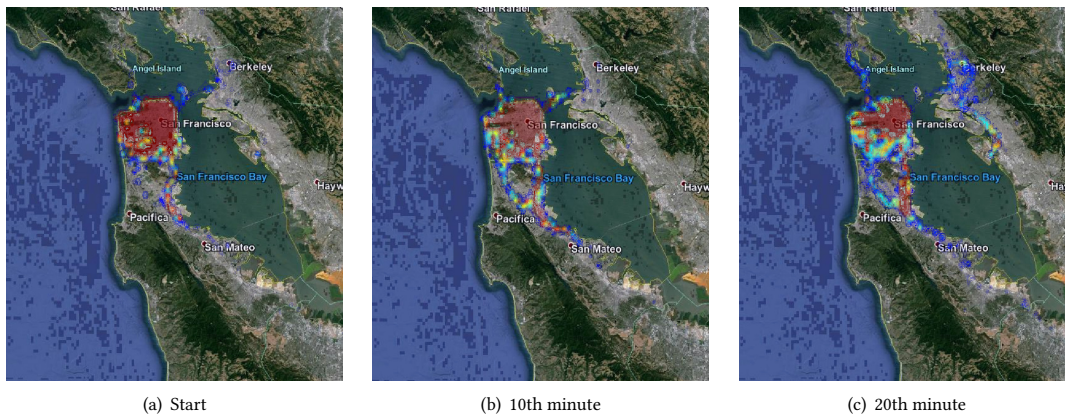 San Rafael
Angel Island
Berkeley
San Francisco
San Francisco Bay
Hayw
Pacifica
San Mateo
(a) Start
San Rafael
Angel Island
Berkeley
San Francisco
San Francisco Bay
Hayw
Pacifica
San Mateo
(b) 10th minute
San Rafael
Angel Island
Berkeley
San Francisco
San Francisco Bay
Hayw
Pacifica
San Mateo
(c) 20th minute